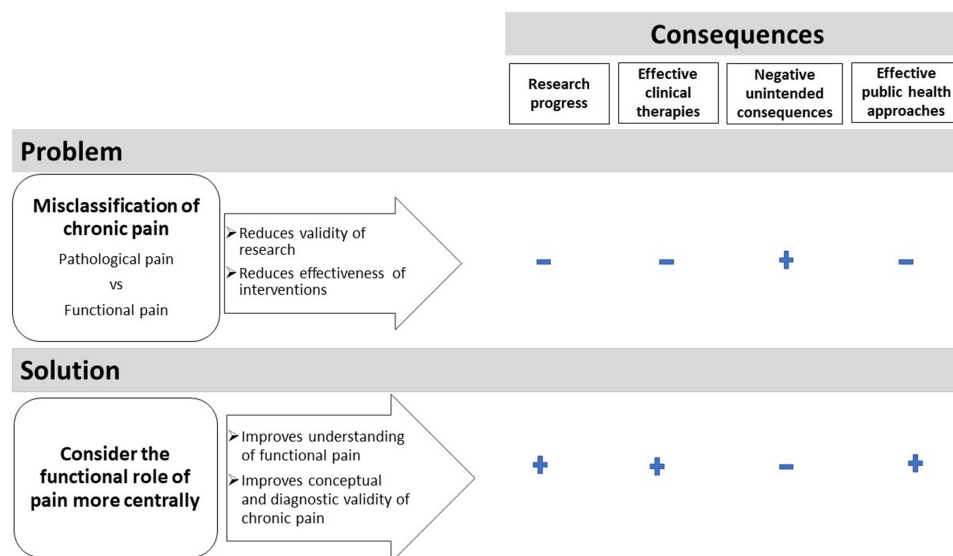 Consequences
Research
progress
Effective
clinical
therapies
Negative
unintended
consequences
Effective
public health
approaches
Problem
Misclassification of
chronic pain
Pathological pain
vs
Functional pain
➢Reduces validity of
research
➢Reduces effectiveness of
interventions
− − + −
Solution
Consider the
functional role of
pain more centrally
➢Improves understanding
of functional pain
➢Improves conceptual
and diagnostic validity of
chronic pain
+ + − +